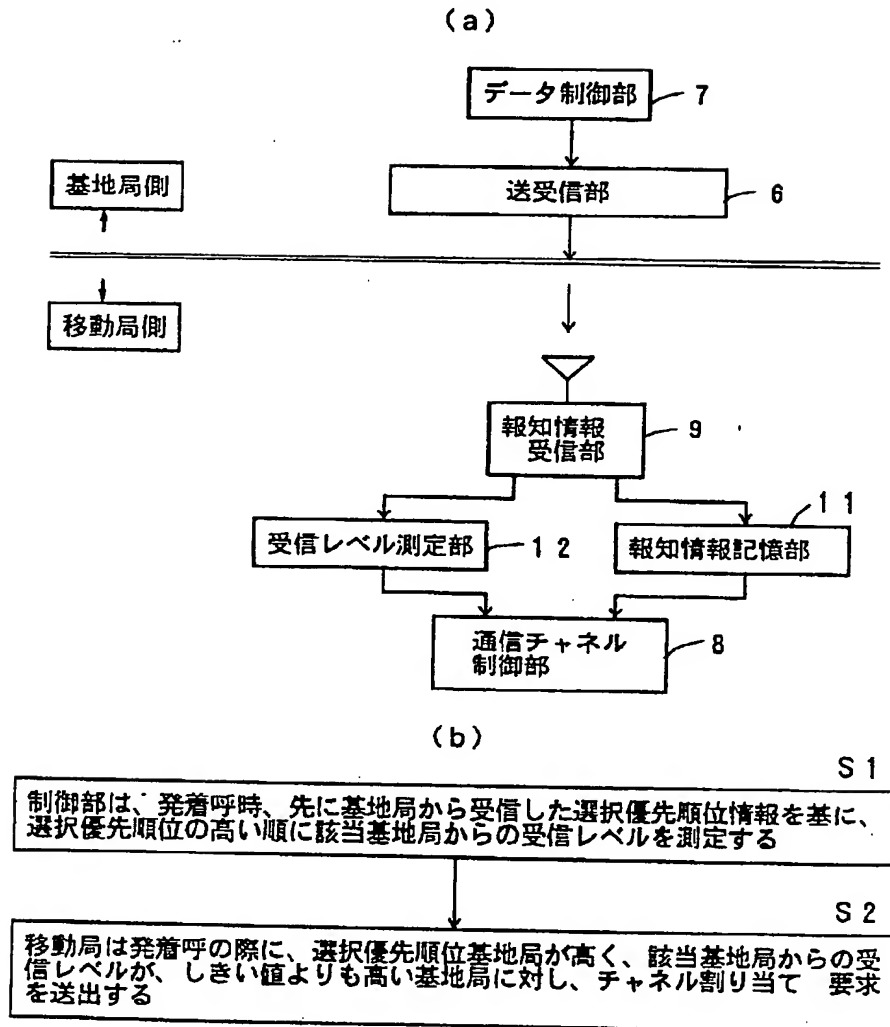 (a)
データ制御部
7
送受信部
6
基地局側
移動局側
報知情報
受信部
9
受信レベル測定部
12
報知情報記憶部
11
通信チャネル
制御部
8
(b)
S1
制御部は、発着呼時、先に基地局から受信した選択優先順位情報を基に、
選択優先順位の高い順に該当基地局からの受信レベルを測定する
S2
移動局は発着呼の際に、選択優先順位基地局が高く、該当基地局からの受
信レベルが、しきい値よりも高い基地局に対し、チャネル割り当て 要求
を送出する